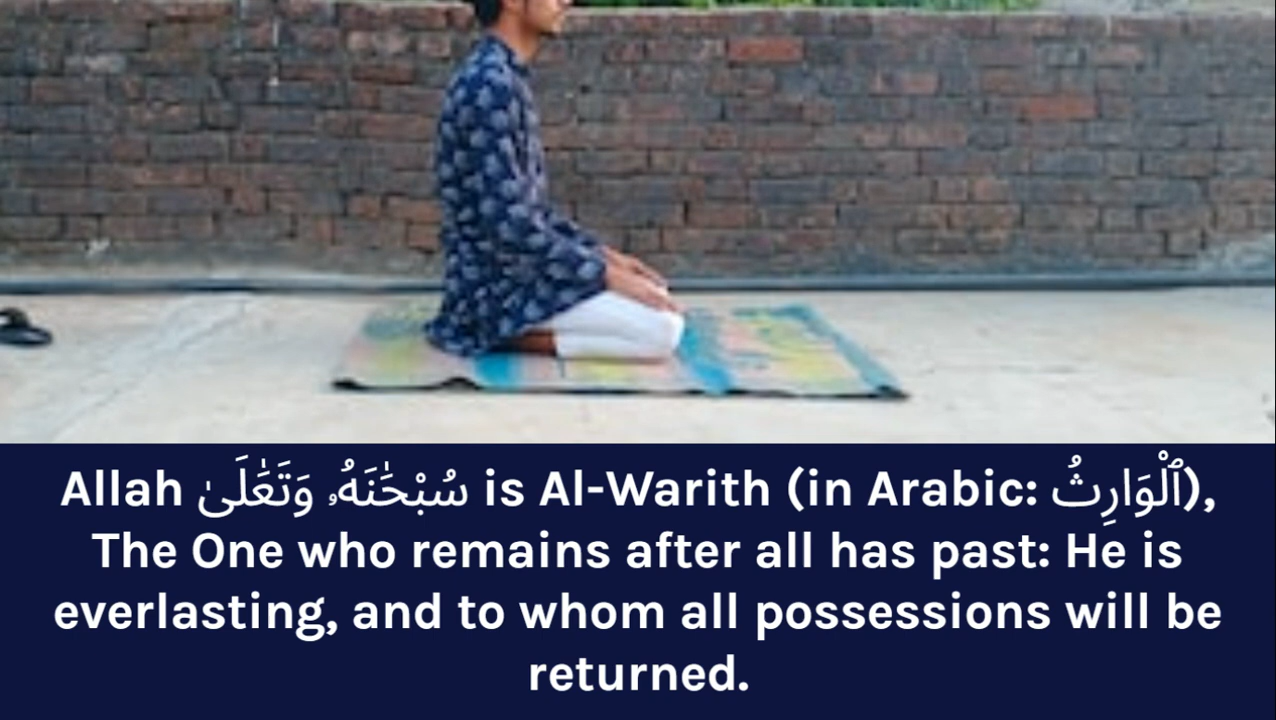 Allah سُبْحَٰنَهُۥ وَتَعَٰلَىٰ is Al-Warith (in Arabic: ٱلْوَارِثُ),
The One who remains after all has past: He is
everlasting, and to whom all possessions will be
returned.